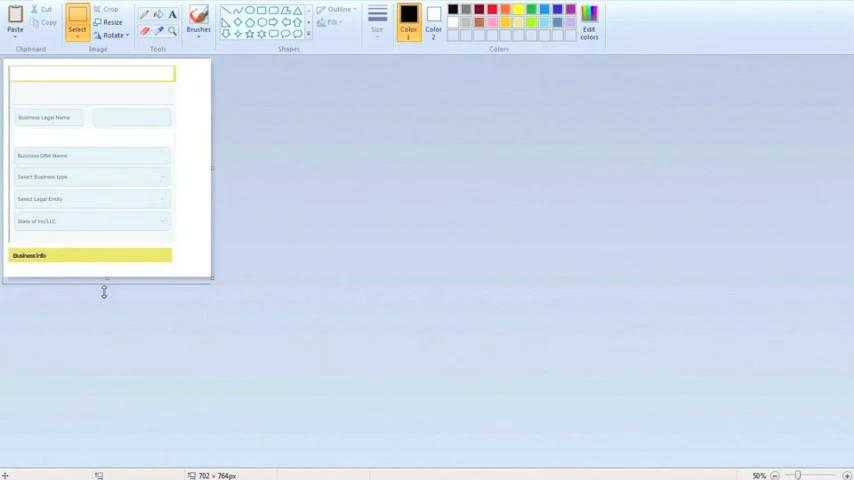 Paste
Cut
Copy
Clipboard
Select
Crop
Resize
Rotate
Image
A
Tools
Brushes
Outline
Fill
Shapes
Size
Color 1
Color 2
Edit colors
Colors
Business Legal Name
Business DBA Name
Select Business type
Select Legal Entity
State of Inc/LLC
Business info
702 × 764px
50%